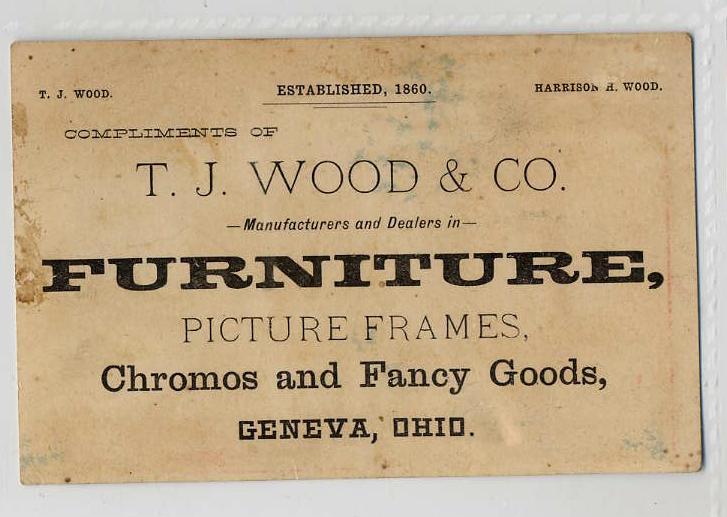 T. J. WOOD. ESTABLISHED, 1860. HARRISON H. WOOD.
COMPLIMENTS OF
T. J. WOOD & CO.
—Manufacturers and Dealers in—
FURNITURE,
PICTURE FRAMES,
Chromos and Fancy Goods,
GENEVA, OHIO.